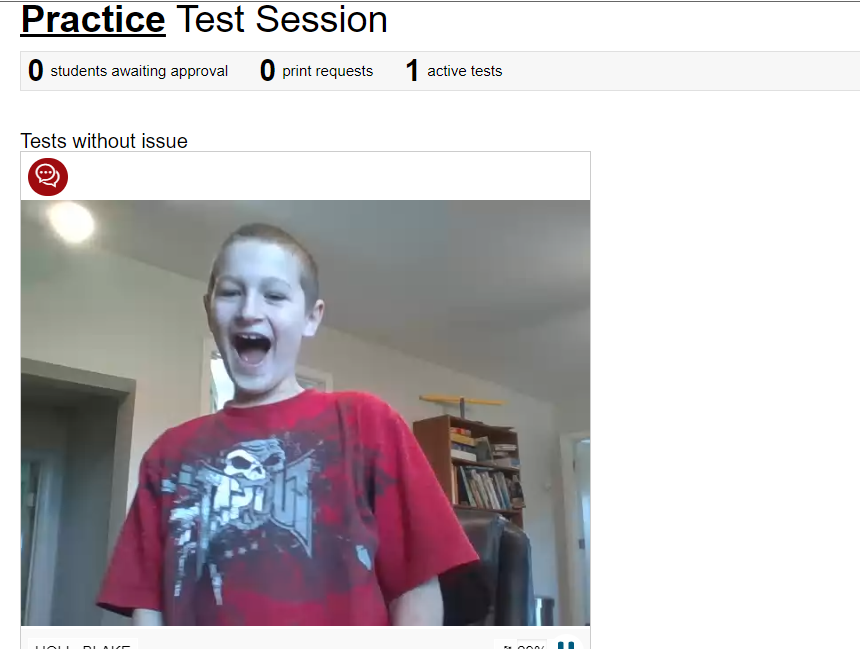 Practice Test Session
0 students awaiting approval 0 print requests 1 active tests
Tests without issue